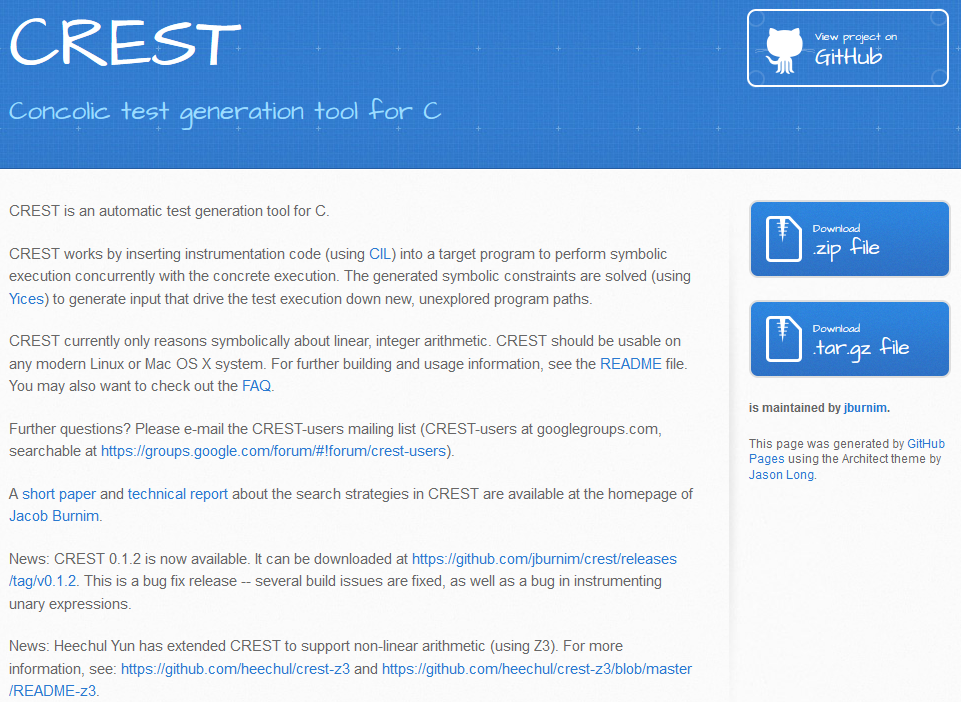 CREST
Concolic test generation tool for C
View project on
GitHub
CREST is an automatic test generation tool for C.
CREST works by inserting instrumentation code (using CIL) into a target program to perform symbolic
execution concurrently with the concrete execution. The generated symbolic constraints are solved (using
Yices) to generate input that drive the test execution down new, unexplored program paths.
CREST currently only reasons symbolically about linear, integer arithmetic. CREST should be usable on
any modern Linux or Mac OS X system. For further building and usage information, see the README file.
You may also want to check out the FAQ.
Further questions? Please e-mail the CREST-users mailing list (CREST-users at googlegroups.com,
searchable at https://groups.google.com/forum/#!forum/crest-users).
A short paper and technical report about the search strategies in CREST are available at the homepage of
Jacob Burnim.
News: CREST 0.1.2 is now available. It can be downloaded at https://github.com/jburnim/crest/releases
/tag/v0.1.2. This is a bug fix release -- several build issues are fixed, as well as a bug in instrumenting
unary expressions.
News: Heechul Yun has extended CREST to support non-linear arithmetic (using Z3). For more
information, see: https://github.com/heechul/crest-z3 and https://github.com/heechul/crest-z3/blob/master
/README-z3.
Download
.zip file
Download
.tar.gz file
is maintained by jburnim.
This page was generated by GitHub
Pages using the Architect theme by
Jason Long.